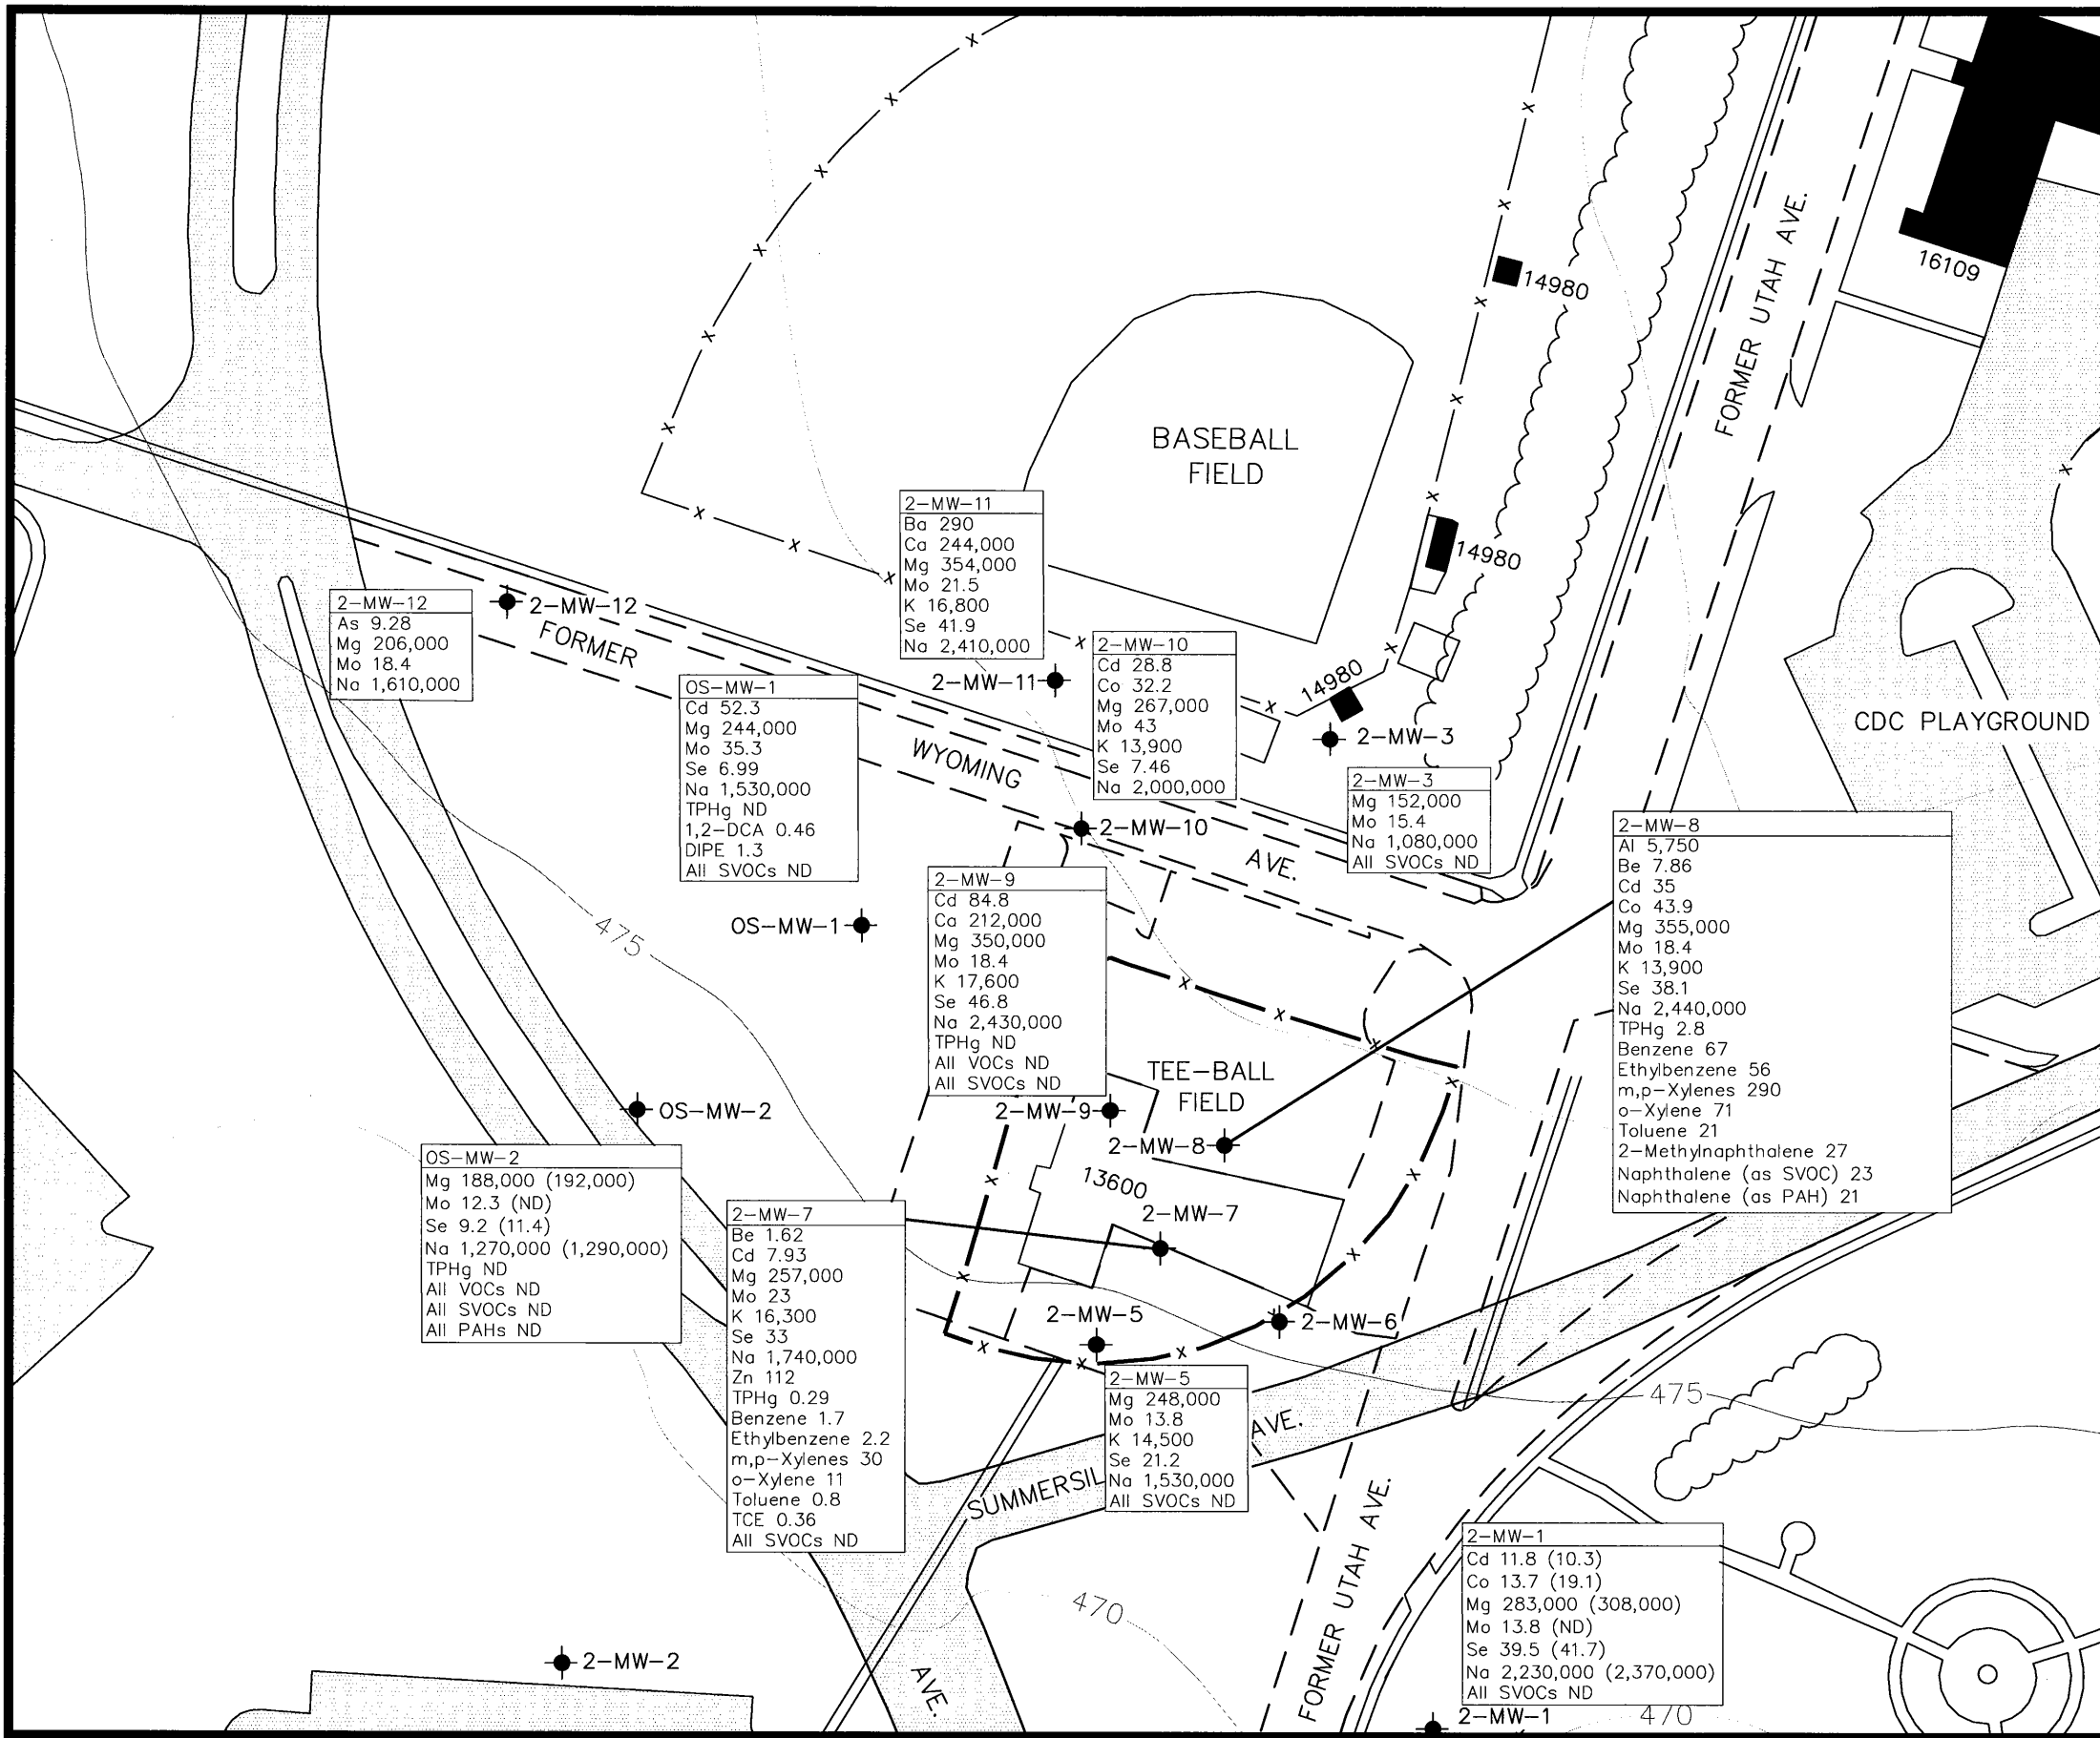 16109
14980
FORMER UTAH AVE.
BASEBALL
FIELD
14980
2-MW-11
Ba 290
Ca 244,000
Mg 354,000
Mo 21.5
K 16,800
Se 41.9
Na 2,410,000
2-MW-12
As 9.28
Mg 206,000
Mo 18.4
Na 1,610,000
2-MW-12
FORMER
WYOMING
AVE.
2-MW-10
Cd 28.8
Co 32.2
Mg 267,000
Mo 43
K 13,900
Se 7.46
Na 2,000,000
2-MW-11
14980
2-MW-3
CDC PLAYGROUND
OS-MW-1
Cd 52.3
Mg 244,000
Mo 35.3
Se 6.99
Na 1,530,000
TPHg ND
1,2-DCA 0.46
DIPE 1.3
All SVOCs ND
2-MW-3
Mg 152,000
Mo 15.4
Na 1,080,000
All SVOCs ND
2-MW-10
2-MW-8
Al 5,750
Be 7.86
Cd 35
Co 43.9
Mg 355,000
Mo 18.4
K 13,900
Se 38.1
Na 2,440,000
TPHg 2.8
Benzene 67
Ethylbenzene 56
m,p-Xylenes 290
o-Xylene 71
Toluene 21
2-Methylnaphthalene 27
Naphthalene (as SVOC) 23
Naphthalene (as PAH) 21
2-MW-9
Cd 84.8
Ca 212,000
Mg 350,000
Mo 18.4
K 17,600
Se 46.8
Na 2,430,000
TPHg ND
All VOCs ND
All SVOCs ND
475
OS-MW-1
TEE-BALL
FIELD
OS-MW-2
2-MW-9
2-MW-8
13600
2-MW-7
OS-MW-2
Mg 188,000 (192,000)
Mo 12.3 (ND)
Se 9.2 (11.4)
Na 1,270,000 (1,290,000)
TPHg ND
All VOCs ND
All SVOCs ND
All PAHs ND
2-MW-7
Be 1.62
Cd 7.93
Mg 257,000
Mo 23
K 16,300
Se 33
Na 1,740,000
Zn 112
TPHg 0.29
Benzene 1.7
Ethylbenzene 2.2
m,p-Xylenes 30
o-Xylene 11
Toluene 0.8
TCE 0.36
All SVOCs ND
2-MW-5
2-MW-6
2-MW-5
Mg 248,000
Mo 13.8
K 14,500
Se 21.2
Na 1,530,000
All SVOCs ND
475
SUMMERSIL
AVE.
FORMER UTAH AVE.
2-MW-1
Cd 11.8 (10.3)
Co 13.7 (19.1)
Mg 283,000 (308,000)
Mo 13.8 (ND)
Se 39.5 (41.7)
Na 2,230,000 (2,370,000)
All SVOCs ND
470
2-MW-2
AVE.
2-MW-1
470